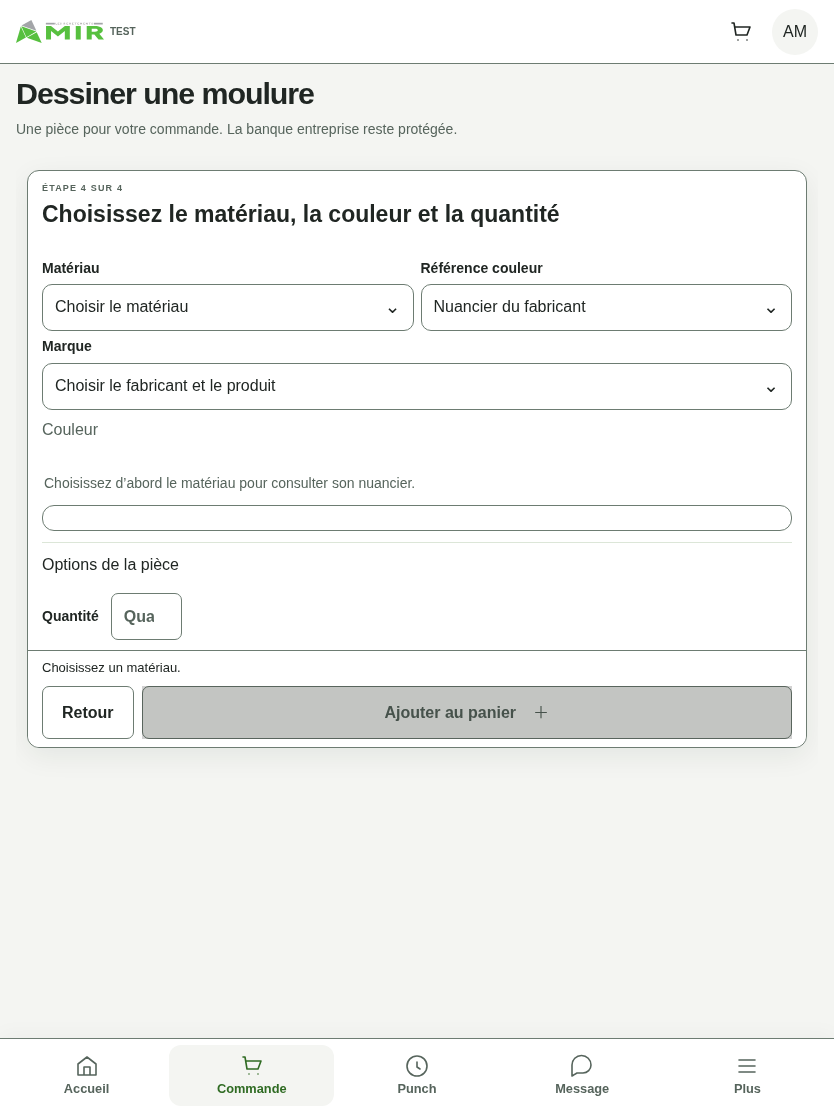 MIR TEST
AM
Dessiner une moulure
Une pièce pour votre commande. La banque entreprise reste protégée.
ÉTAPE 4 SUR 4
Choisissez le matériau, la couleur et la quantité
Matériau
Référence couleur
Choisir le matériau
Nuancier du fabricant
Marque
Choisir le fabricant et le produit
Couleur
Choisissez d’abord le matériau pour consulter son nuancier.
Options de la pièce
Quantité
Qua
Choisissez un matériau.
Retour
Ajouter au panier +
Accueil
Commande
Punch
Message
Plus